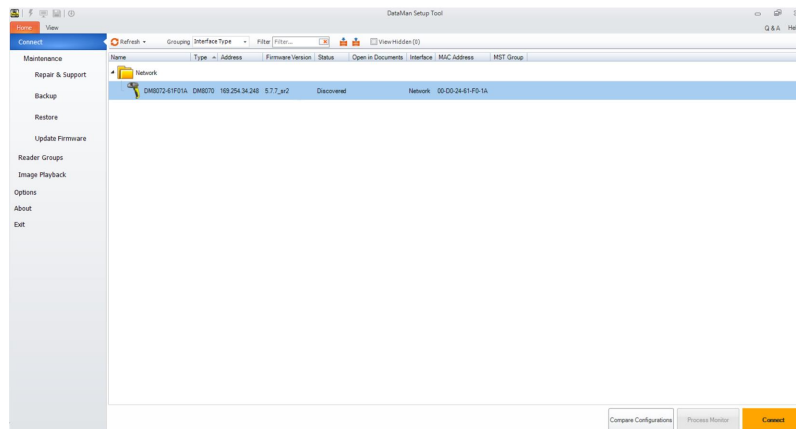 DataMan Setup Tool
Home View
Q & A Hel
Connect
Refresh Grouping Interface Type Filter Filter... View Hidden (0)
Maintenance
Name Type Address Firmware Version Status Open in Documents Interface MAC Address MST Group
Repair & Support
Network
Backup
DM8072-61F01A DM8070 169.254.34.248 5.7.7_sr2 Discovered Network 00-D0-24-61-F0-1A
Restore
Update Firmware
Reader Groups
Image Playback
Options
About
Exit
Compare Configurations Process Monitor Connect